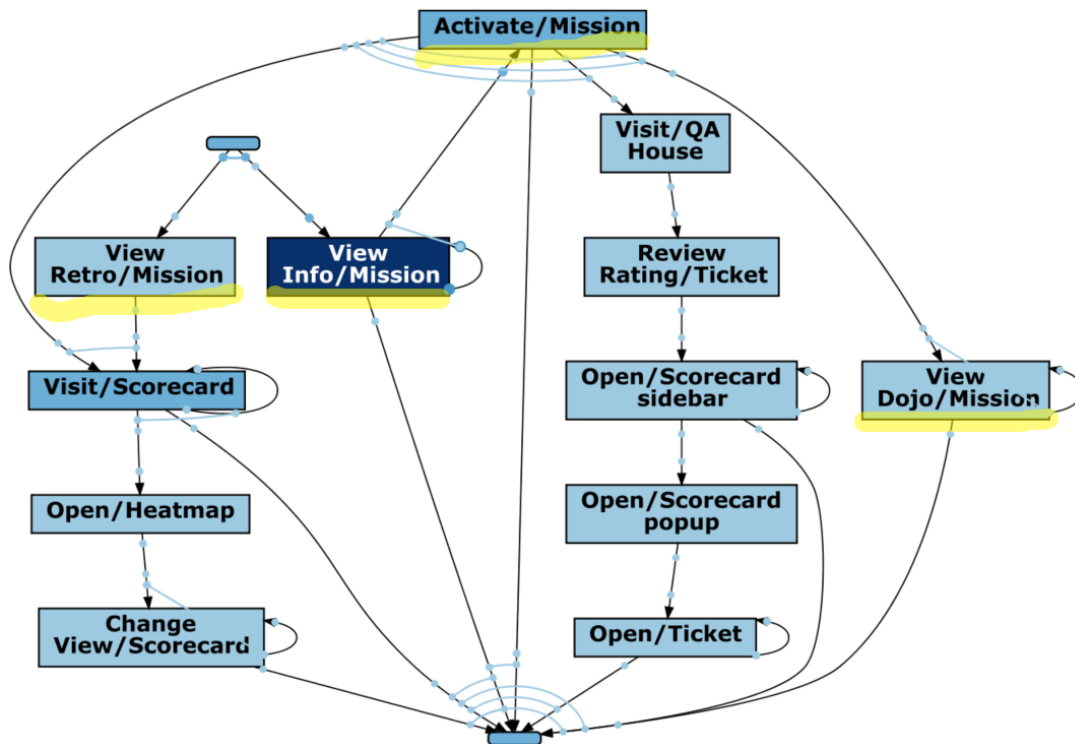 Activate/Mission
Visit/QA
House
View
Retro/Mission
View
Info/Mission
Review
Rating/Ticket
Visit/Scorecard
Open/Scorecard
sidebar
View
Dojo/Mission
Open/Heatmap
Open/Scorecard
popup
Change
View/Scorecard
Open/Ticket